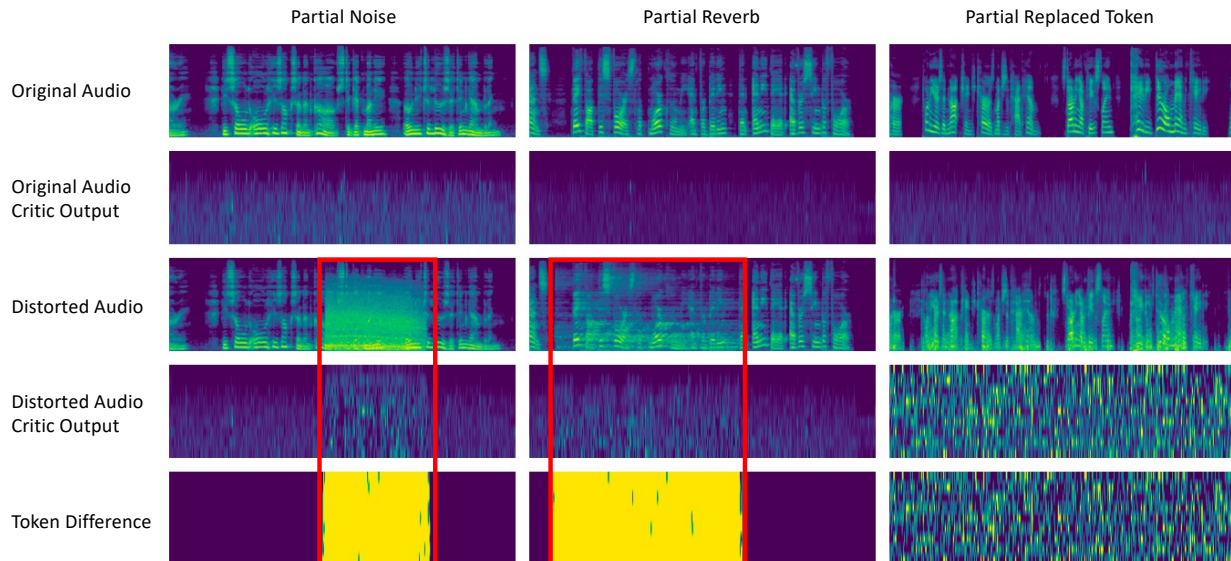 Partial Noise
Partial Reverb
Partial Replaced Token
Original Audio
Original Audio
Critic Output
Distorted Audio
Distorted Audio
Critic Output
Token Difference